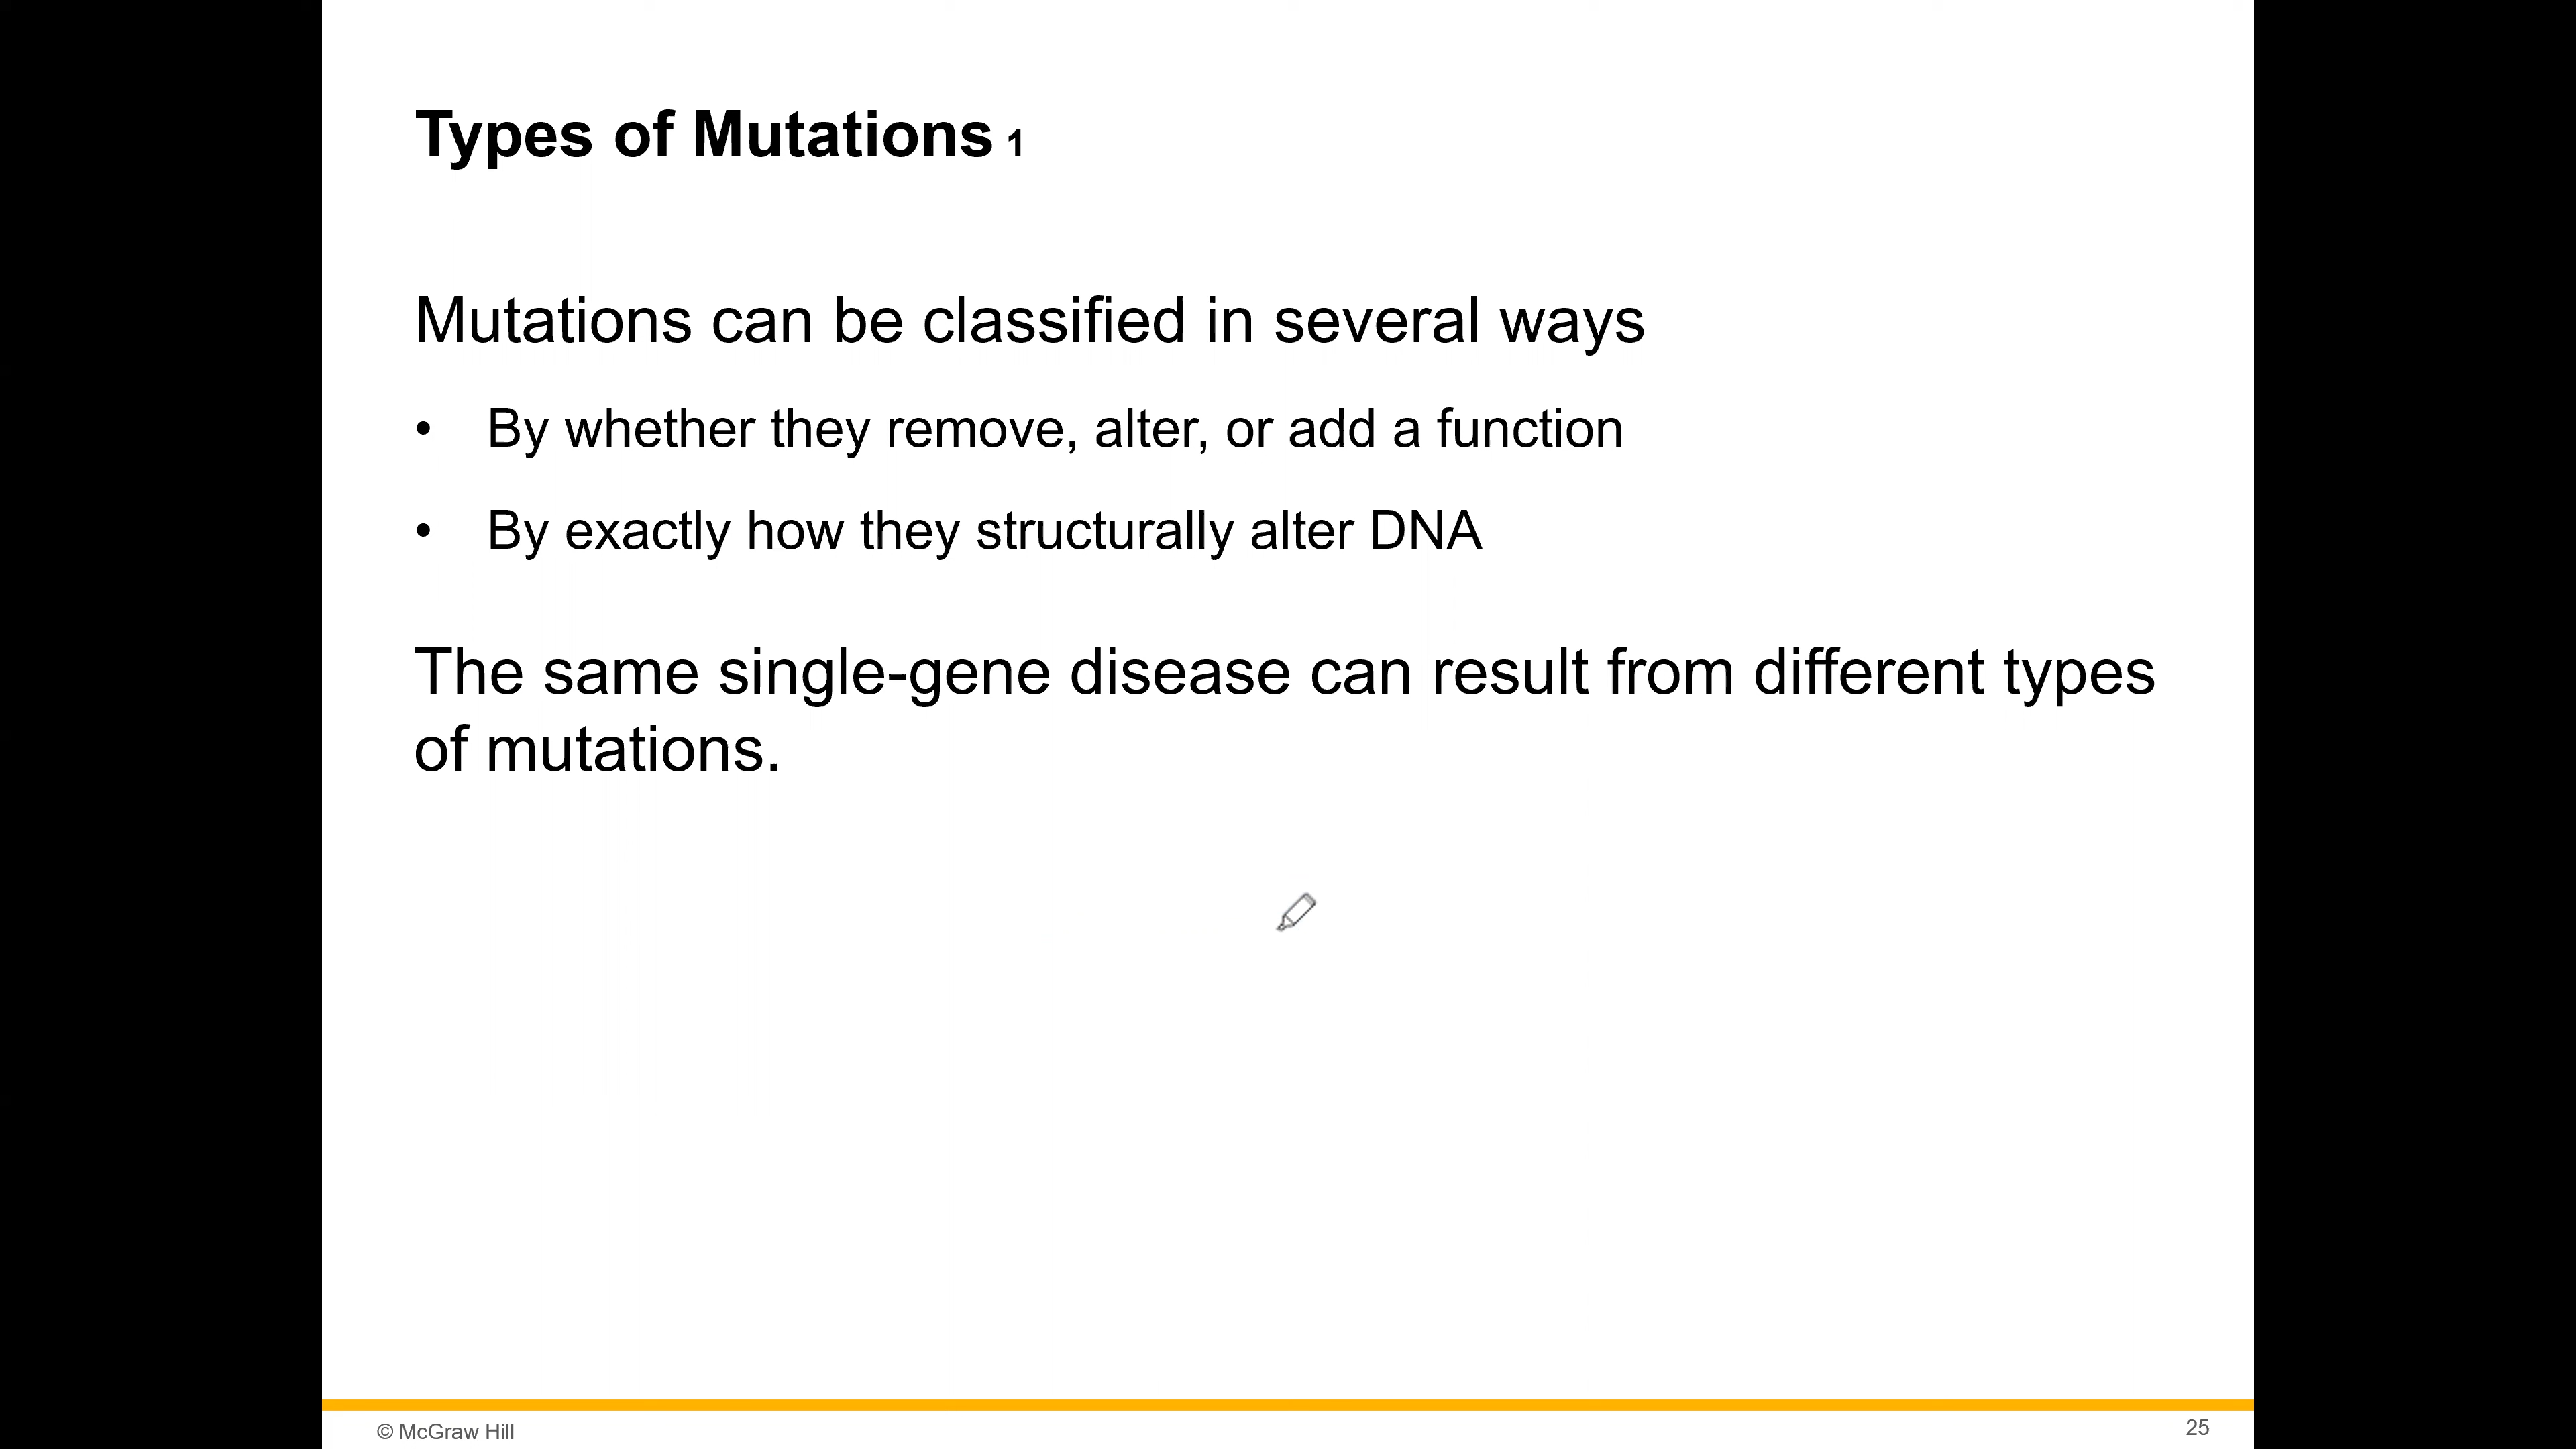 Types of Mutations 1
Mutations can be classified in several ways
• By whether they remove, alter, or add a function
• By exactly how they structurally alter DNA
The same single-gene disease can result from different types
of mutations.
© McGraw Hill
25